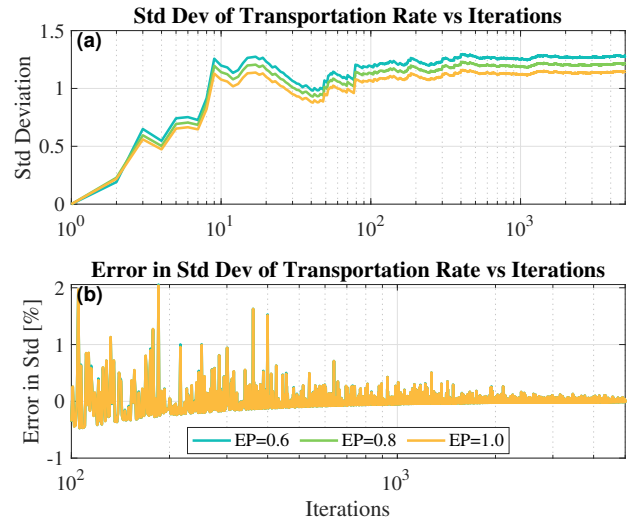 Std Dev of Transportation Rate vs Iterations
(a)
Std Deviation
1.5
1
0.5
0
10^0
10^1
10^2
10^3
Error in Std Dev of Transportation Rate vs Iterations
(b)
Error in Std [%]
2
1
0
-1
EP=0.6 EP=0.8 EP=1.0
10^2
10^3
Iterations